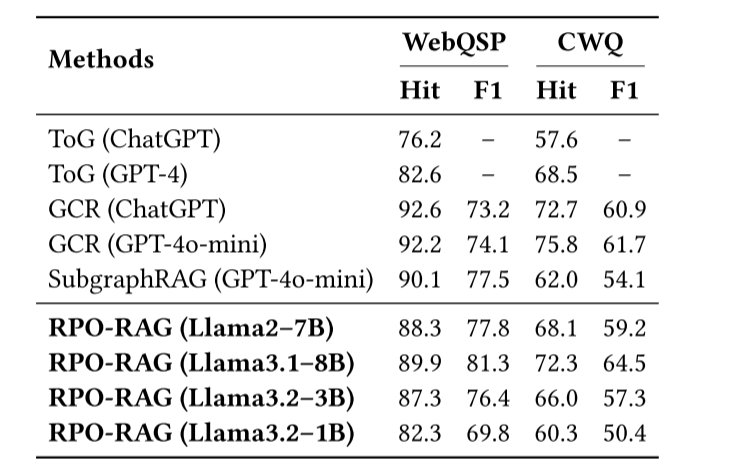 Methods WebQSP CWQ
Hit F1 Hit F1
ToG (ChatGPT) 76.2 – 57.6 –
ToG (GPT-4) 82.6 – 68.5 –
GCR (ChatGPT) 92.6 73.2 72.7 60.9
GCR (GPT-4o-mini) 92.2 74.1 75.8 61.7
SubgraphRAG (GPT-4o-mini) 90.1 77.5 62.0 54.1
RPO-RAG (Llama2–7B) 88.3 77.8 68.1 59.2
RPO-RAG (Llama3.1–8B) 89.9 81.3 72.3 64.5
RPO-RAG (Llama3.2–3B) 87.3 76.4 66.0 57.3
RPO-RAG (Llama3.2–1B) 82.3 69.8 60.3 50.4